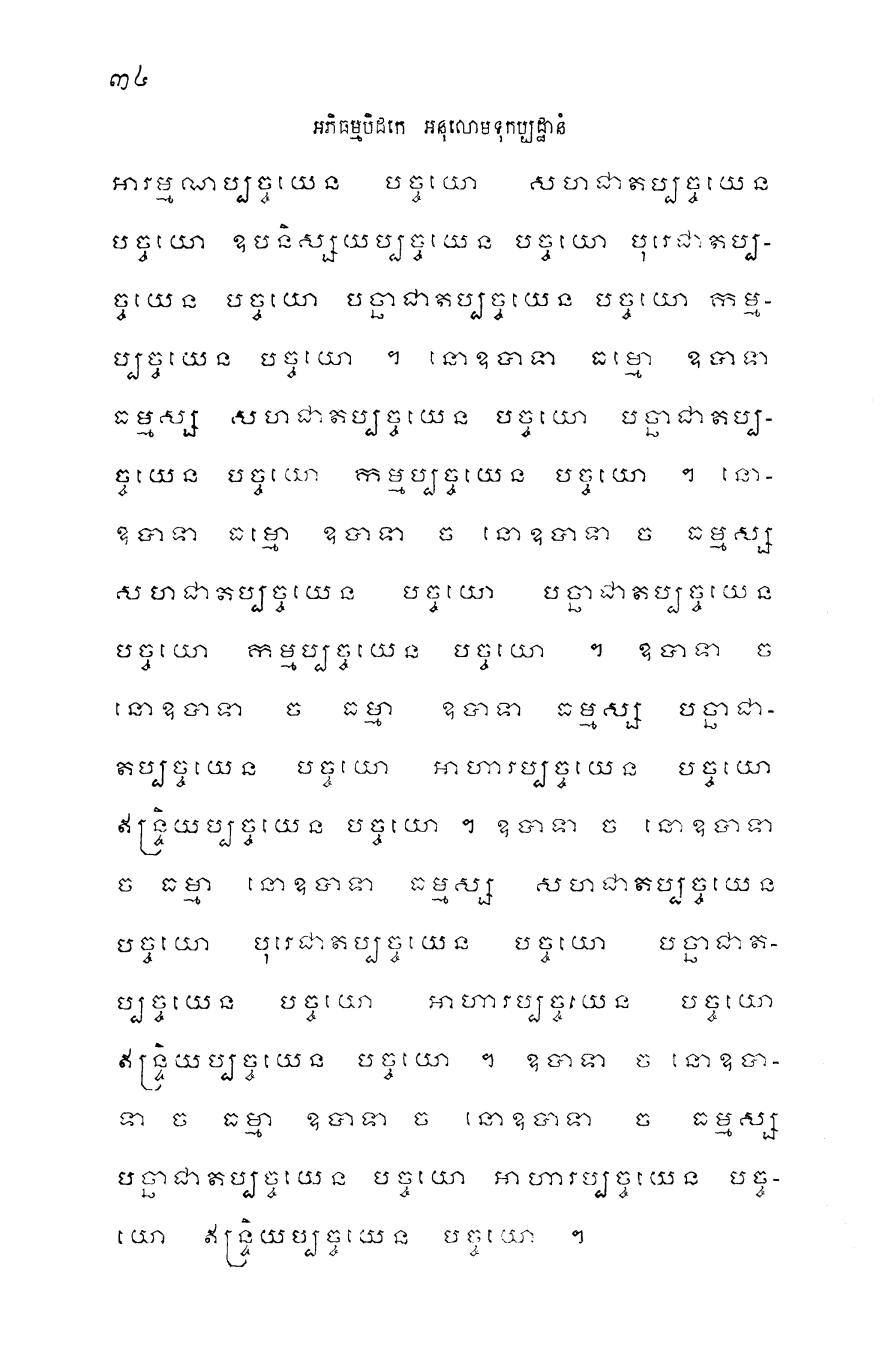 ៣៤
អភិធម្មបិដកេ អនុលោមទុកប្បដ្ឋានំ
អារម្មណប្បច្ចយេន បច្ចយោ សហជាតប្បច្ចយេន
បច្ចយោ ឧបនិស្សយប្បច្ចយេន បច្ចយោ បុរេជាតប្ប-
ច្ចយេន បច្ចយោ បច្ឆាជាតប្បច្ចយេន បច្ចយោ កម្ម-
ប្បច្ចយេន បច្ចយោ ។ នោឧបាទា ធម្មោ ឧបាទា
ធម្មស្ស សហជាតប្បច្ចយេន បច្ចយោ បច្ឆាជាតប្ប-
ច្ចយេន បច្ចយោ កម្មប្បច្ចយេន បច្ចយោ ។ នោ-
ឧបាទា ធម្មោ ឧបាទា ច នោឧបាទា ច ធម្មស្ស
សហជាតប្បច្ចយេន បច្ចយោ បច្ឆាជាតប្បច្ចយេន
បច្ចយោ កម្មប្បច្ចយេន បច្ចយោ ។ ឧបាទា ច
នោឧបាទា ច ធម្មា ឧបាទា ធម្មស្ស បច្ឆាជា-
តប្បច្ចយេន បច្ចយោ អាហារប្បច្ចយេន បច្ចយោ
ឥន្ទ្រិយប្បច្ចយេន បច្ចយោ ។ ឧបាទា ច នោឧបាទា
ច ធម្មា នោឧបាទា ធម្មស្ស សហជាតប្បច្ចយេន
បច្ចយោ បុរេជាតប្បច្ចយេន បច្ចយោ បច្ឆាជាត-
ប្បច្ចយេន បច្ចយោ អាហារប្បច្ចយេន បច្ចយោ
ឥន្ទ្រិយប្បច្ចយេន បច្ចយោ ។ ឧបាទា ច នោឧបា-
ទា ច ធម្មា ឧបាទា ច នោឧបាទា ច ធម្មស្ស
បច្ឆាជាតប្បច្ចយេន បច្ចយោ អាហារប្បច្ចយេន បច្ច-
យោ ឥន្ទ្រិយប្បច្ចយេន បច្ចយោ ។